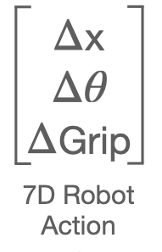 Δx
Δθ
ΔGrip
7D Robot
Action